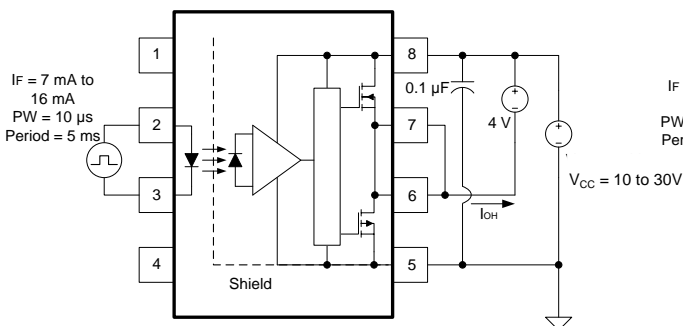 IF = 7 mA to
16 mA
PW = 10 µs
Period = 5 ms
1
2
3
4
Shield
8
7
6
5
0.1 µF
4 V
+
−
+
−
IOH
VCC = 10 to 30V
IF
PW
Per